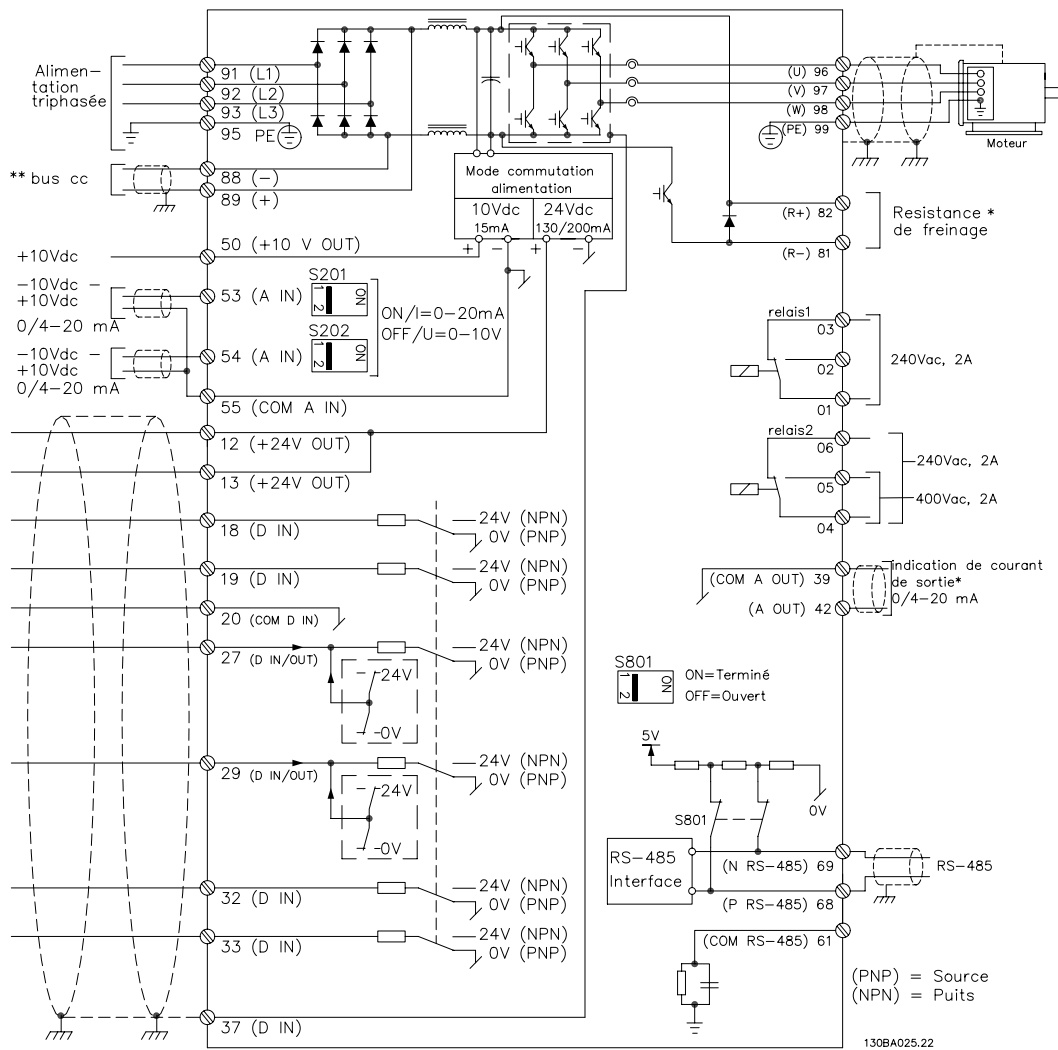 Alimen-
tation
triphasée
91 (L1)
92 (L2)
93 (L3)
95 PE
** bus cc
88 (−)
89 (+)
50 (+10 V OUT)
+10Vdc
−10Vdc −
+10Vdc
0/4−20 mA
53 (A IN)
S201
ON
1 2
ON/I=0−20mA
OFF/U=0−10V
S202
ON
1 2
−10Vdc −
+10Vdc
0/4−20 mA
54 (A IN)
55 (COM A IN)
12 (+24V OUT)
13 (+24V OUT)
18 (D IN)
24V (NPN)
0V (PNP)
19 (D IN)
24V (NPN)
0V (PNP)
20 (COM D IN)
27 (D IN/OUT)
24V (NPN)
0V (PNP)
24V
0V
29 (D IN/OUT)
24V (NPN)
0V (PNP)
24V
0V
32 (D IN)
24V (NPN)
0V (PNP)
33 (D IN)
24V (NPN)
0V (PNP)
37 (D IN)
Mode commutation
alimentation
10Vdc
15mA
24Vdc
130/200mA
+ − + −
(U) 96
(V) 97
(W) 98
(PE) 99
Moteur
(R+) 82
(R−) 81
Resistance *
de freinage
relais1
03
02
01
240Vac, 2A
relais2
06
05
04
240Vac, 2A
400Vac, 2A
(COM A OUT) 39
(A OUT) 42
indication de courant
de sortie*
0/4−20 mA
S801
ON
1 2
ON=Terminé
OFF=Ouvert
5V
0V
S801
RS−485
Interface
(N RS−485) 69
(P RS−485) 68
(COM RS−485) 61
RS−485
(PNP) = Source
(NPN) = Puits
130BA025.22